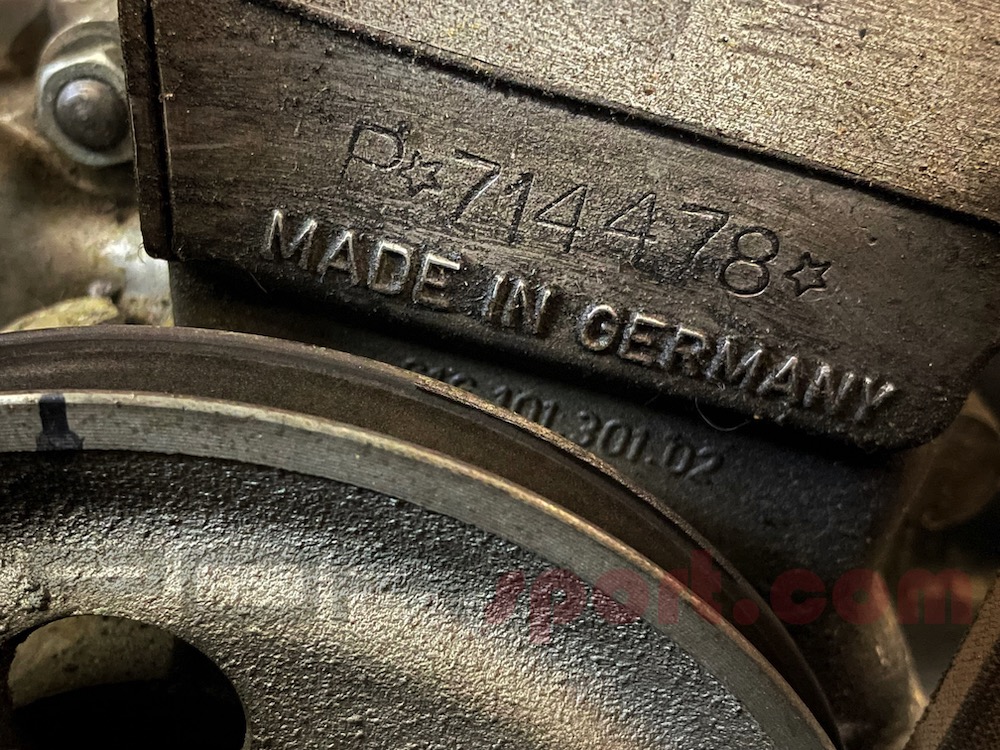 P☆714478☆
MADE IN GERMANY
101.301.02
sport.com